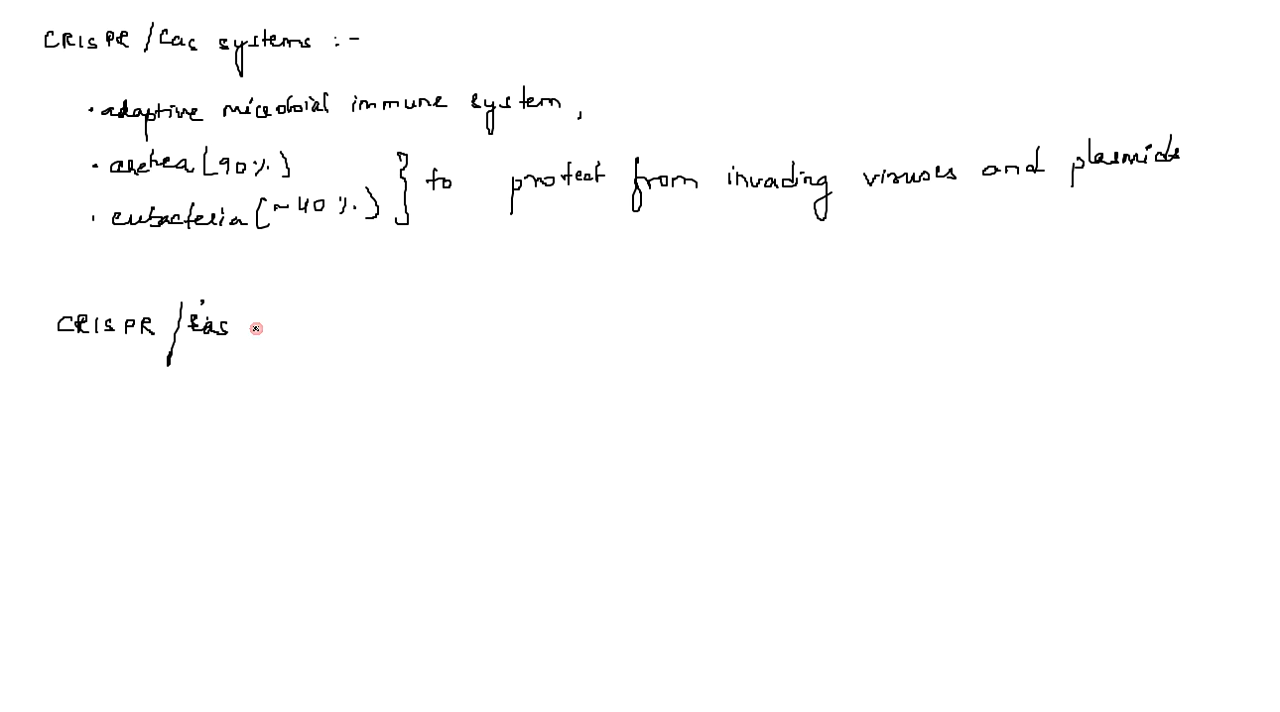 CRISPR / Cas systems :-
• adaptive microbial immune system,
• archea [90%]
} to protect from invading viruses and plasmids
• eubacteria [~40 %.]
CRISPR / Cas